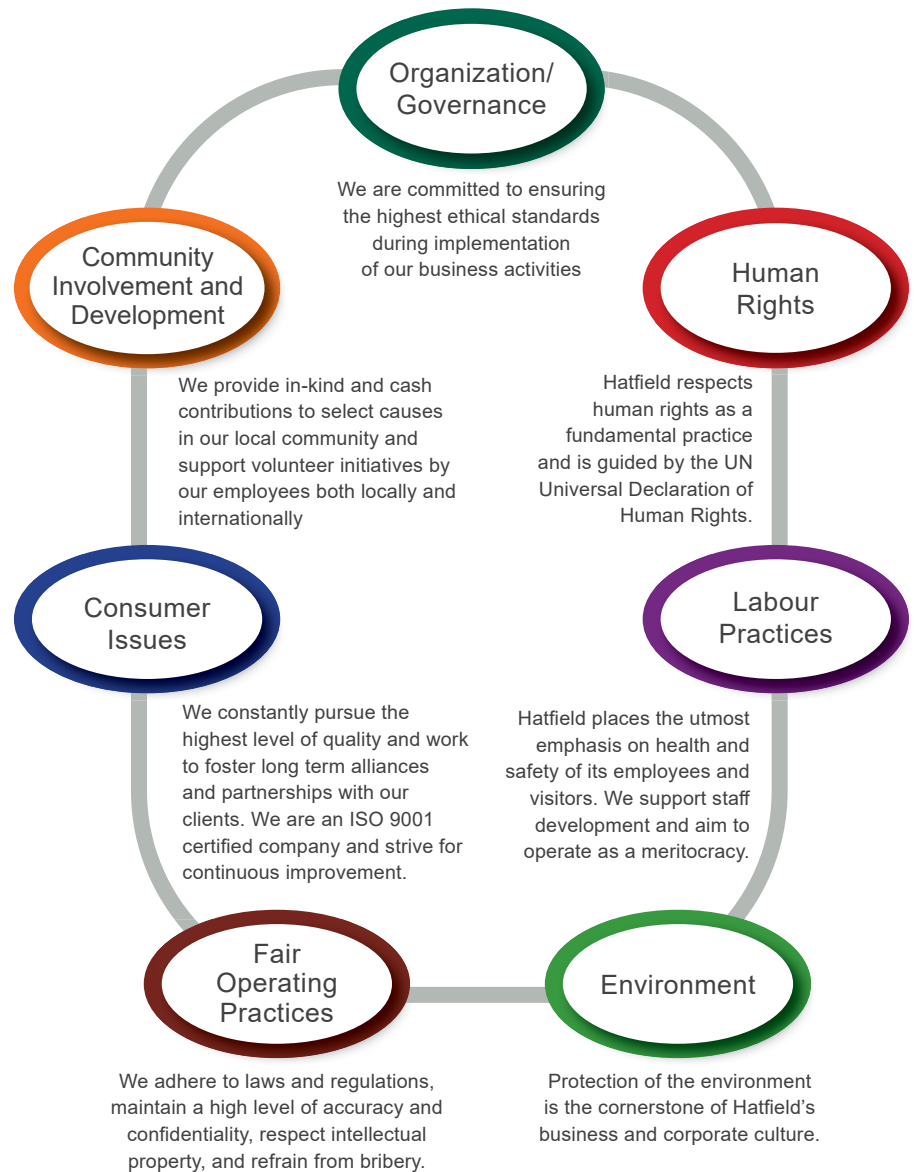 Organization/
Governance
We are committed to ensuring
the highest ethical standards
during implementation
of our business activities
Human
Rights
Hatfield respects
human rights as a
fundamental practice
and is guided by the UN
Universal Declaration of
Human Rights.
Labour
Practices
Hatfield places the utmost
emphasis on health and
safety of its employees and
visitors. We support staff
development and aim to
operate as a meritocracy.
Environment
Protection of the environment
is the cornerstone of Hatfield’s
business and corporate culture.
Fair
Operating
Practices
We adhere to laws and regulations,
maintain a high level of accuracy and
confidentiality, respect intellectual
property, and refrain from bribery.
Consumer
Issues
We constantly pursue the
highest level of quality and work
to foster long term alliances
and partnerships with our
clients. We are an ISO 9001
certified company and strive for
continuous improvement.
Community
Involvement and
Development
We provide in-kind and cash
contributions to select causes
in our local community and
support volunteer initiatives by
our employees both locally and
internationally